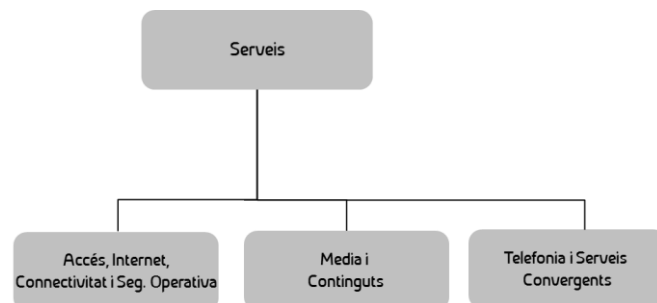 Serveis
Accés, Internet,
Connectivitat i Seg. Operativa
Media i
Continguts
Telefonia i Serveis
Convergents